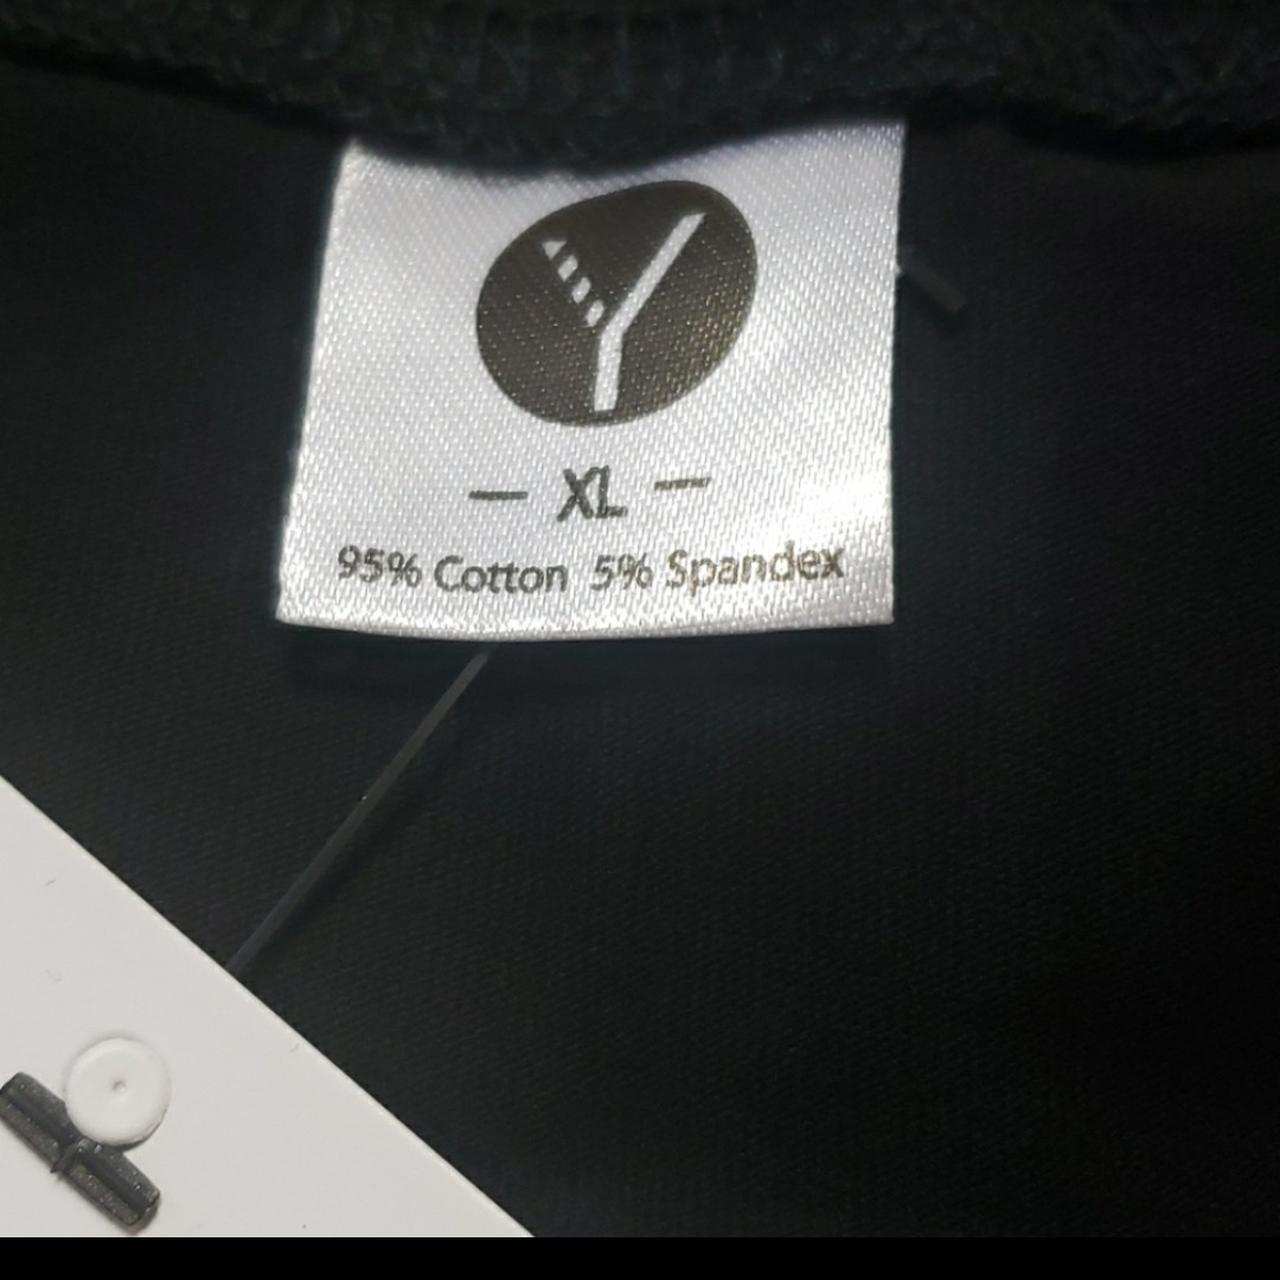 Y
— XL —
95% Cotton 5% Spandex